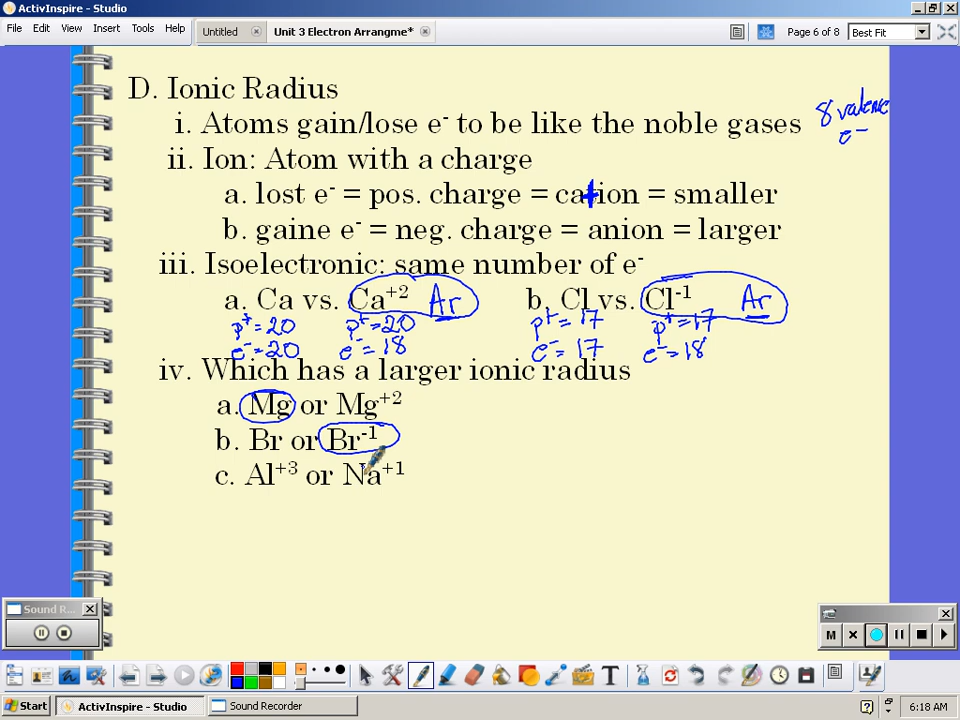 ActivInspire - Studio
File Edit View Insert Tools Help Untitled Unit 3 Electron Arrangme* Page 6 of 8 Best Fit
D. Ionic Radius
i. Atoms gain/lose e- to be like the noble gases
8 valence
e-
ii. Ion: Atom with a charge
a. lost e- = pos. charge = cation = smaller
b. gaine e- = neg. charge = anion = larger
iii. Isoelectronic: same number of e-
a. Ca vs. Ca+2 Ar b. Cl vs. Cl-1 Ar
p+ = 20 p+ = 20 p+ = 17 p+ = 17
e- = 20 e- = 18 e- = 17 e- = 18
iv. Which has a larger ionic radius
a. Mg or Mg+2
b. Br or Br-1
c. Al+3 or Na+1
Sound R...
M
T
Start ActivInspire - Studio Sound Recorder 6:18 AM